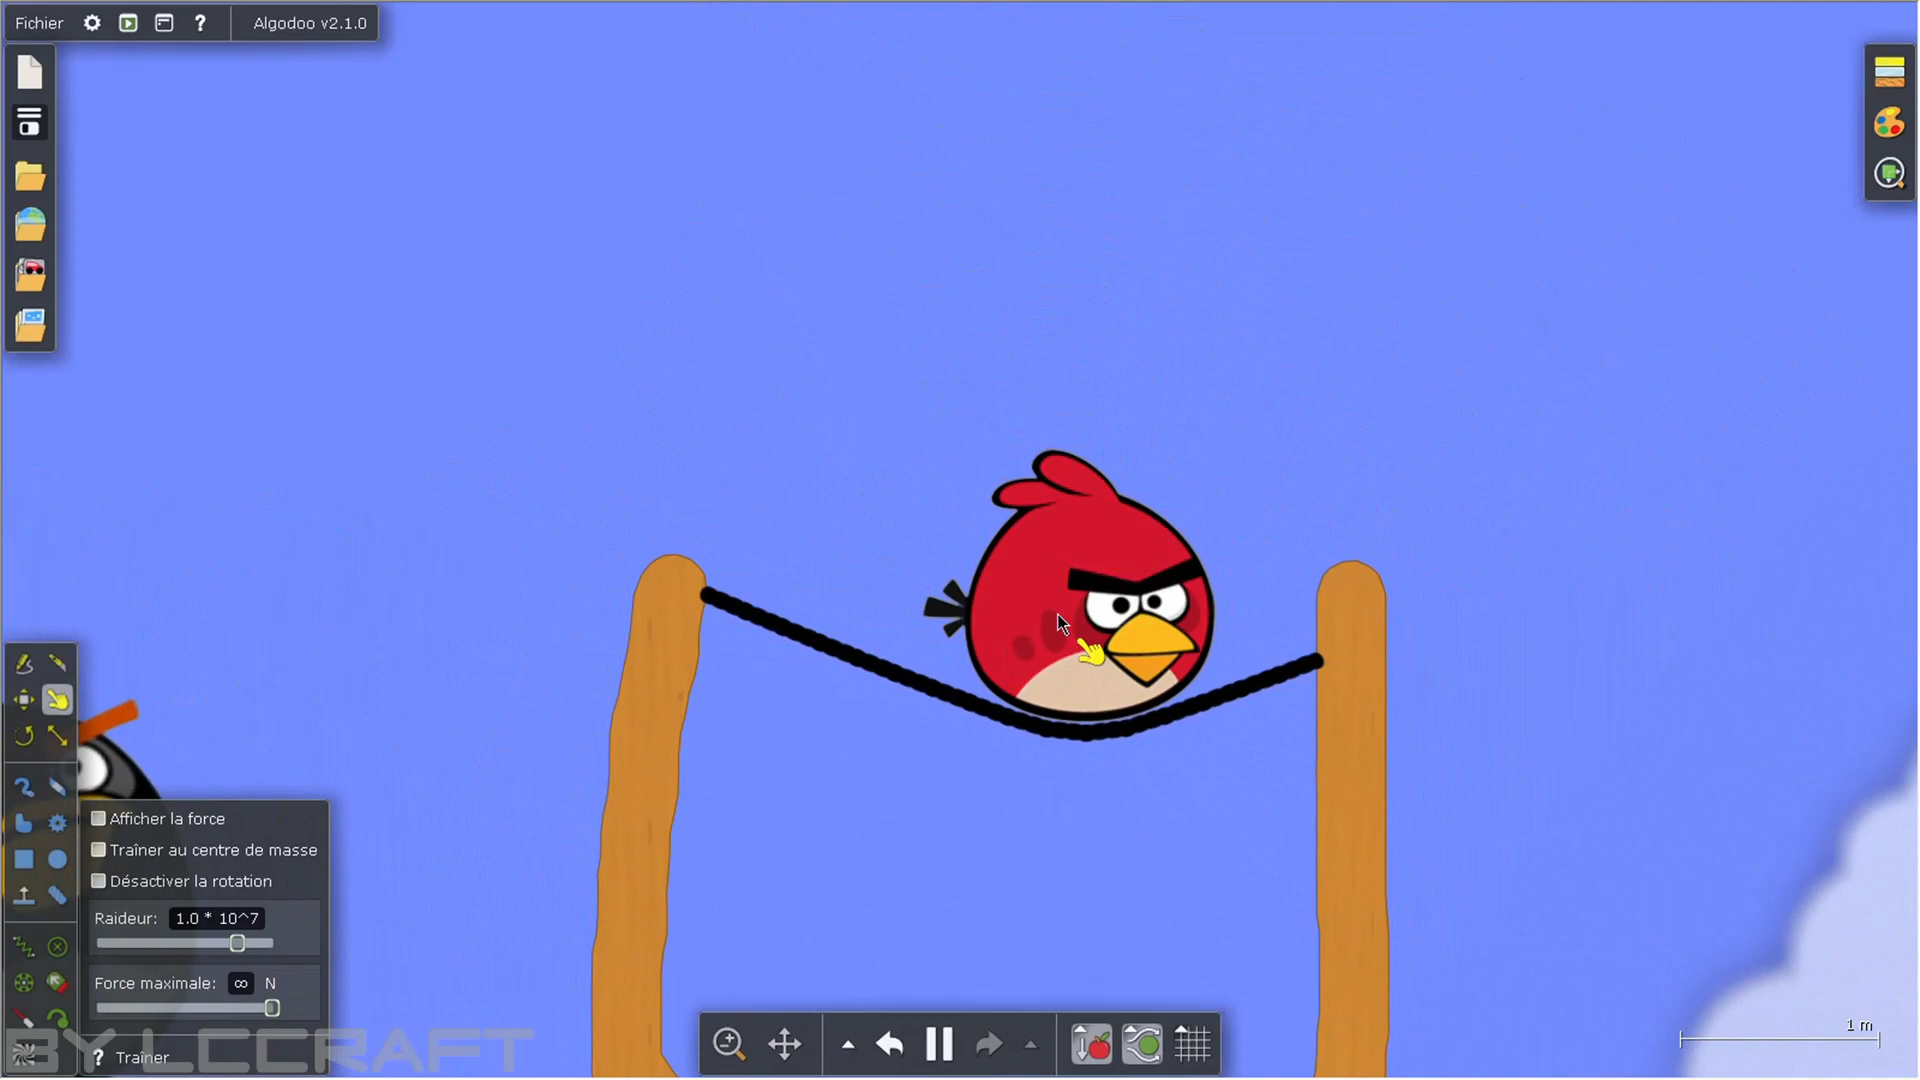 Fichier ? Algodoo v2.1.0
Afficher la force
Traîner au centre de masse
Désactiver la rotation
Raideur: 1.0 * 10^7
Force maximale: ∞ N
? Traîner
1 m
BY LCCRAFT